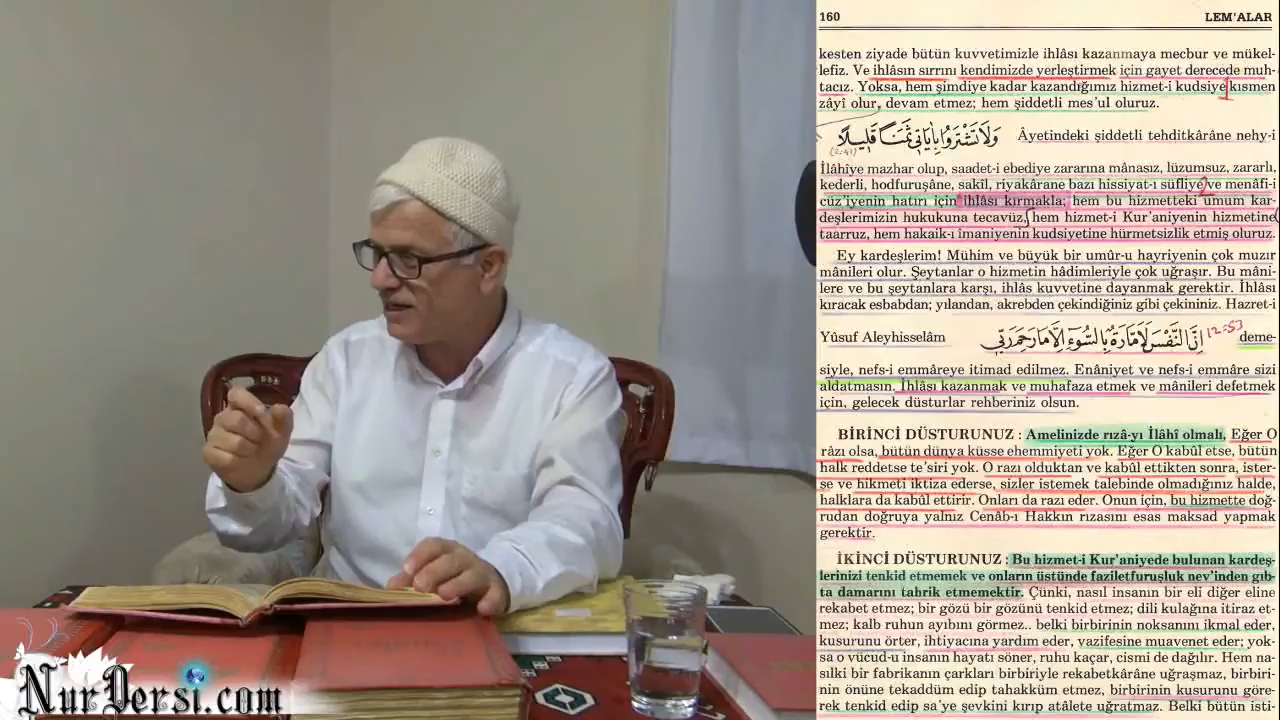 160 LEM'ALAR
kesten ziyade bütün kuvvetimizle ihlâsı kazanmaya mecbur ve mükel-
lefiz. Ve ihlâsın sırrını kendimizde yerleştirmek için gayet derecede muh-
tacız. Yoksa, hem şimdiye kadar kazandığımız hizmet-i kudsiye kısmen
zâyî olur, devam etmez; hem şiddetli mes'ul oluruz.
وَلَا تَشْتَرُوا بِاٰيَاتِى ثَمَنًا قَلِيلًا Âyetindeki şiddetli tehditkârâne nehy-i
(2:41)
İlâhîye mazhar olup, saadet-i ebediye zararına mânasız, lüzumsuz, zararlı,
kederli, hodfuruşâne, sakîl, riyakârane bazı hissiyat-ı süfliye ve menâfi-i
cüz'iyenin hatırı için ihlâsı kırmakla; hem bu hizmetteki umum kar-
deşlerimizin hukukuna tecavüz, hem hizmet-i Kur'aniyenin hizmetine
taarruz, hem hakaik-ı imaniyenin kudsiyetine hürmetsizlik etmiş oluruz.
Ey kardeşlerim! Mühim ve büyük bir umûr-u hayriyenin çok muzır
mânileri olur. Şeytanlar o hizmetin hâdimleriyle çok uğraşır. Bu mâni-
lere ve bu şeytanlara karşı, ihlâs kuvvetine dayanmak gerektir. İhlâsı
kıracak esbabdan; yılandan, akrebden çekindiğiniz gibi çekininiz. Hazret-i
Yûsuf Aleyhisselâm اِنَّ النَّفْسَ لَاَمَّارَةٌ بِالسُّوۤءِ اِلَّا مَا رَحِمَ رَبِّى 12:53 deme-
siyle, nefs-i emmâreye itimad edilmez. Enâniyet ve nefs-i emmâre sizi
aldatmasın. İhlâsı kazanmak ve muhafaza etmek ve mânileri defetmek
için, gelecek düsturlar rehberiniz olsun.
BİRİNCİ DÜSTURUNUZ : Amelinizde rızâ-yı İlâhî olmalı. Eğer O
râzı olsa, bütün dünya küsse ehemmiyeti yok. Eğer O kabûl etse, bütün
halk reddetse te'siri yok. O razı olduktan ve kabûl ettikten sonra, ister-
se ve hikmeti iktiza ederse, sizler istemek talebinde olmadığınız halde,
halklara da kabûl ettirir. Onları da razı eder. Onun için, bu hizmette doğ-
rudan doğruya yalnız Cenâb-ı Hakkın rızasını esas maksad yapmak
gerektir.
İKİNCİ DÜSTURUNUZ : Bu hizmet-i Kur'aniyede bulunan kardeş-
lerinizi tenkid etmemek ve onların üstünde faziletfuruşluk nev'inden gıb-
ta damarını tahrik etmemektir. Çünki, nasıl insanın bir eli diğer eline
rekabet etmez; bir gözü bir gözünü tenkid etmez; dili kulağına itiraz et-
mez; kalb ruhun ayıbını görmez.. belki birbirinin noksanını ikmal eder,
kusurunu örter, ihtiyacına yardım eder, vazifesine muavenet eder; yok-
sa o vücud-u insanın hayatı söner, ruhu kaçar, cismi de dağılır. Hem na-
sılki bir fabrikanın çarkları birbiriyle rekabetkârâne uğraşmaz, birbiri-
nin önüne tekaddüm edip tahakküm etmez, birbirinin kusurunu göre-
rek tenkid edip sa'ye şevkini kırıp atâlete uğratmaz. Belki bütün isti-
NurDersi.com